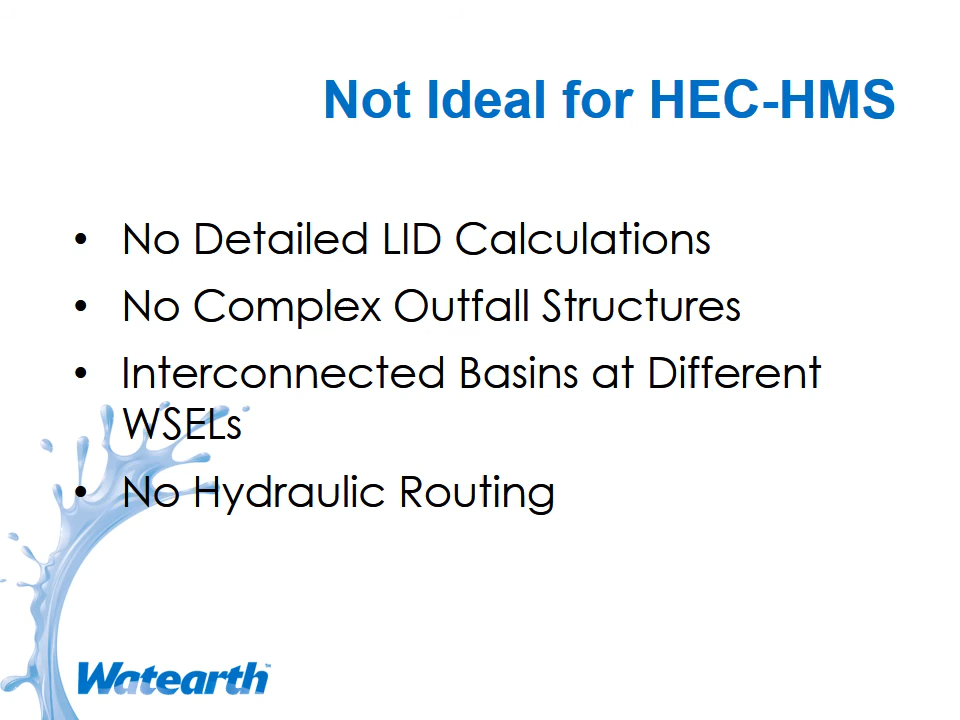 Not Ideal for HEC-HMS
• No Detailed LID Calculations
• No Complex Outfall Structures
• Interconnected Basins at Different
WSELs
• No Hydraulic Routing
Watearth™